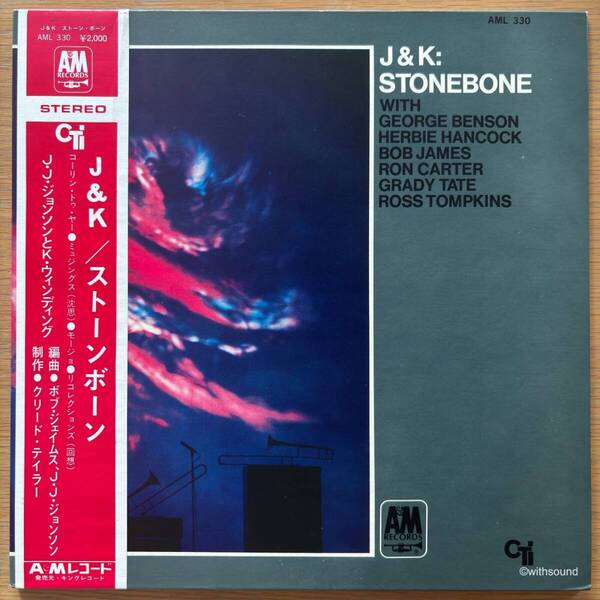 J&K/ストーン・ボーン
AML 330 ¥2,000
A&M
RECORDS
STEREO
CTi
J&K/ストーンボーン
コーリン・トゥ・ヤー●ミュジングス(沈思)●モージョ●リコレクションズ(回想)
J・J・ジョンソンとK・ウィンディング
編曲●ボブ・ジェイムス、J・J・ジョンソン
制作●クリード・テイラー
A&Mレコード
発売元・キングレコード
AML 330
J&K:
STONEBONE
WITH
GEORGE BENSON
HERBIE HANCOCK
BOB JAMES
RON CARTER
GRADY TATE
ROSS TOMPKINS
A&M
RECORDS
CTi
©withsound